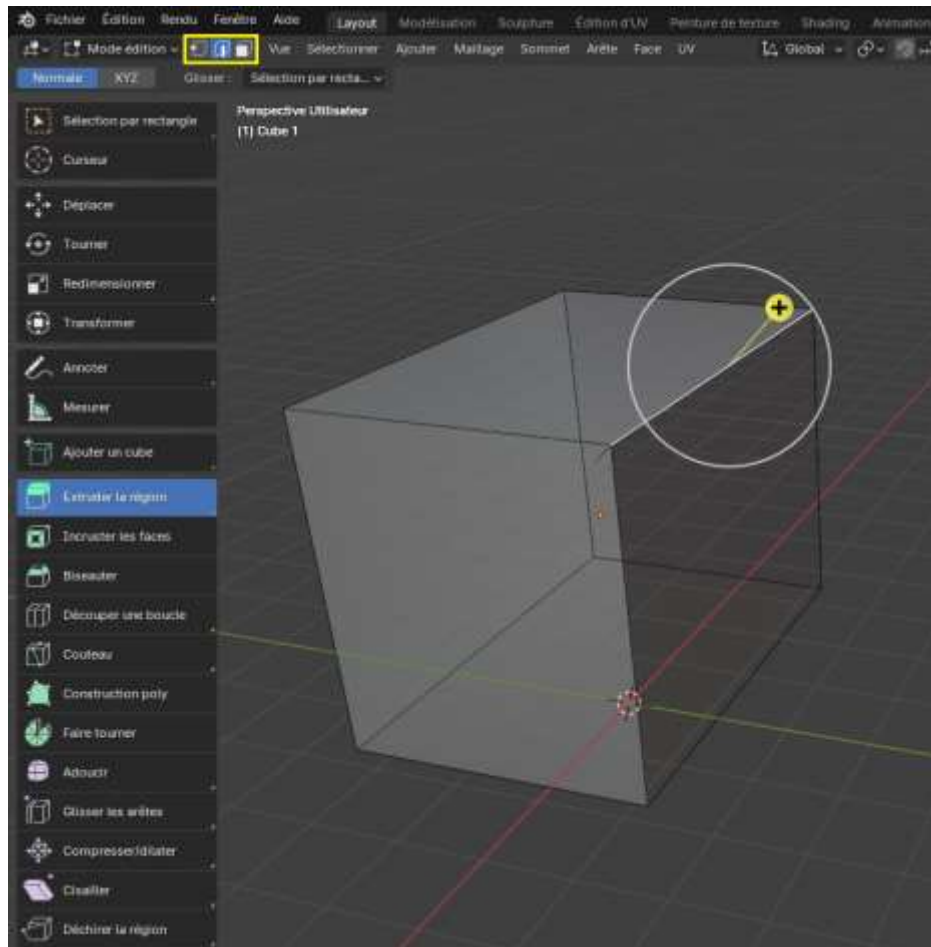 Fichier Édition Rendu Fenêtre Aide Layout Modélisation Sculpture Édition d'UV Peinture de texture Shading Animation
Mode édition Vue Sélectionner Ajouter Maillage Sommet Arête Face UV Global
Normale XYZ Glisser : Sélection par recta...
Perspective Utilisateur
(1) Cube 1
Sélection par rectangle
Curseur
Déplacer
Tourner
Redimensionner
Transformer
Annoter
Mesurer
Ajouter un cube
Extruder la région
Incruster les faces
Biseauter
Découper une boucle
Couteau
Construction poly
Faire tourner
Adoucir
Glisser les arêtes
Compresser/dilater
Cisailler
Déchirer la région